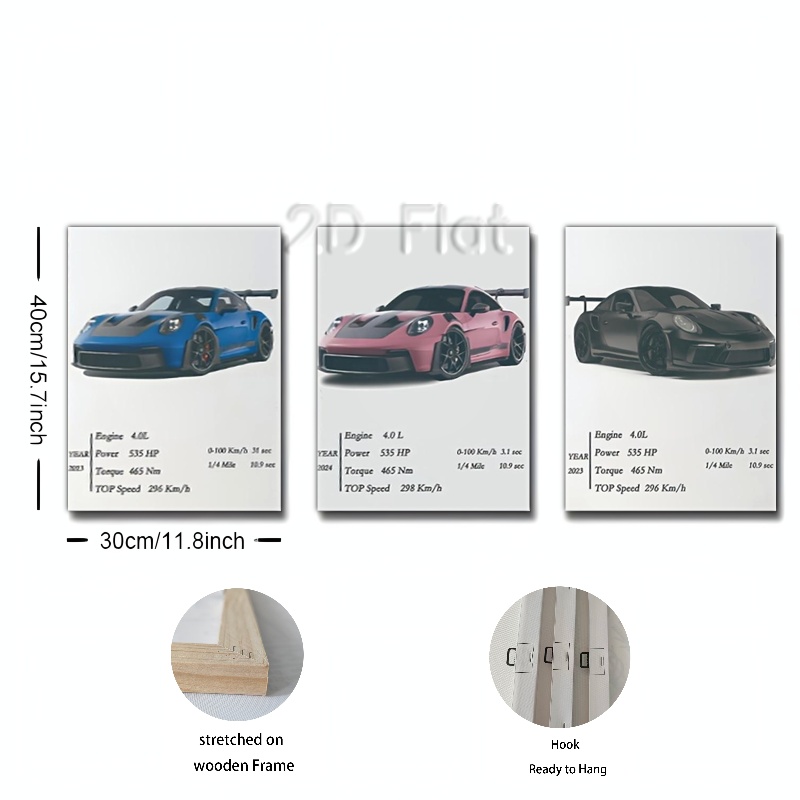 2.D Flat.
40cm/15.7inch
Engine 4.0L
YEAR 2023
Power 535 HP
0-100 Km/h 31 sec
Torque 465 Nm
1/4 Mile 10.9 sec
TOP Speed 296 Km/h
Engine 4.0 L
YEAR 2024
Power 535 HP
0-100 Km/h 3.1 sec
Torque 465 Nm
1/4 Mile 10.9 sec
TOP Speed 298 Km/h
Engine 4.0L
YEAR 2023
Power 535 HP
0-100 Km/h 3.1 sec
Torque 465 Nm
1/4 Mile 10.9 sec
TOP Speed 296 Km/h
30cm/11.8inch
stretched on
wooden Frame
Hook
Ready to Hang